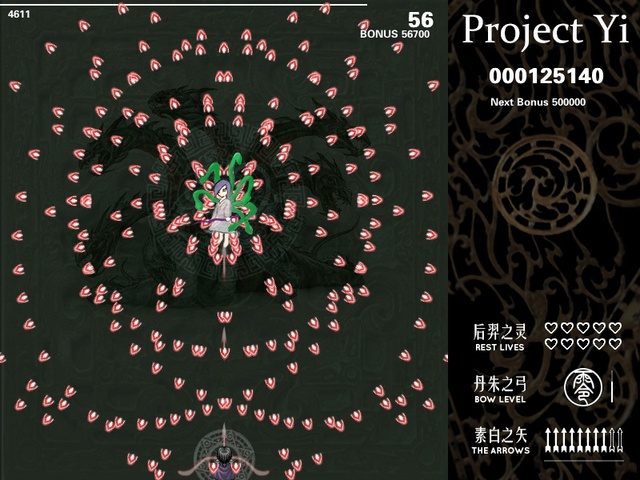 4611
56
BONUS 56700
Project Yi
000125140
Next Bonus 500000
后羿之灵
REST LIVES
丹朱之弓
BOW LEVEL
素白之矢
THE ARROWS